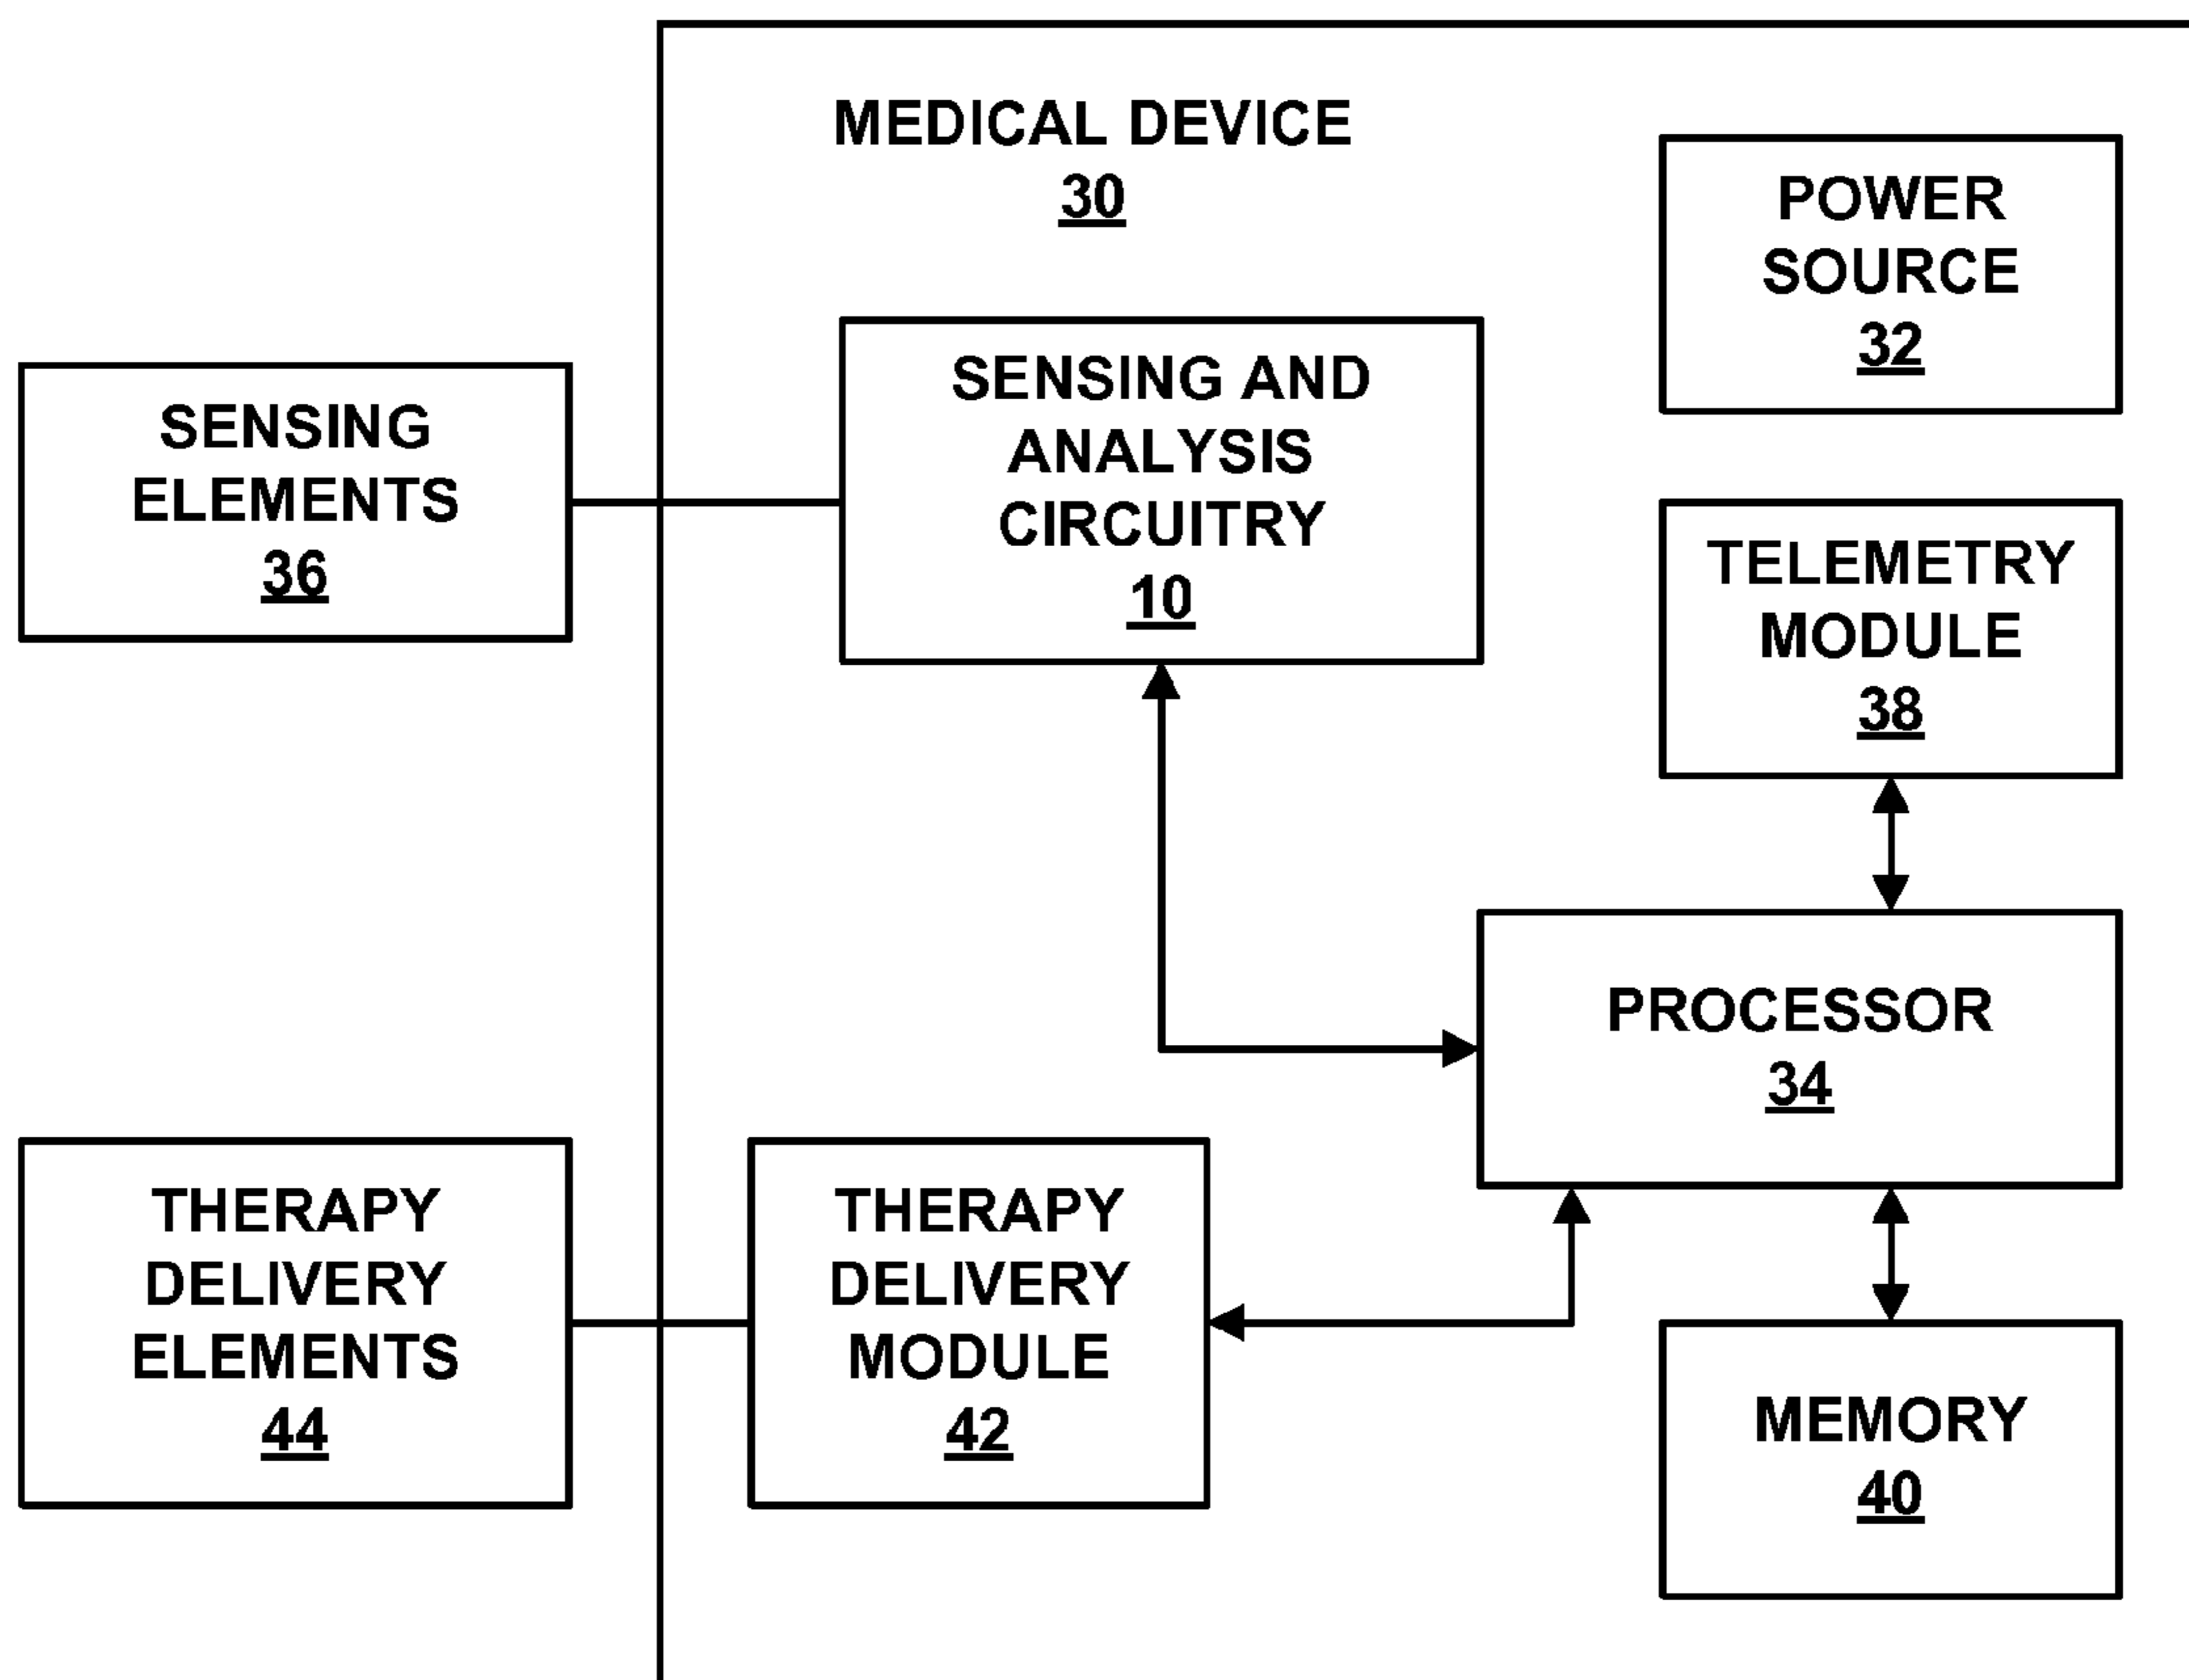 MEDICAL DEVICE
30
POWER
SOURCE
32
SENSING AND
ANALYSIS
CIRCUITRY
10
SENSING
ELEMENTS
36
TELEMETRY
MODULE
38
PROCESSOR
34
THERAPY
DELIVERY
ELEMENTS
44
THERAPY
DELIVERY
MODULE
42
MEMORY
40